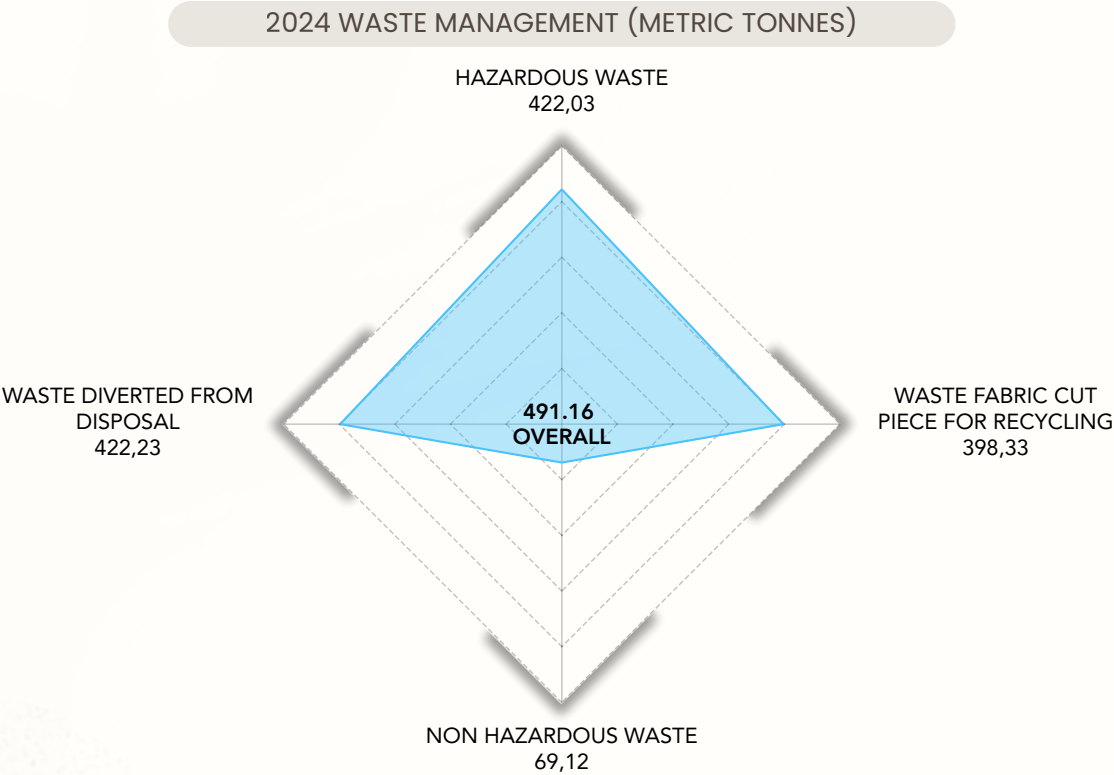 2024 WASTE MANAGEMENT (METRIC TONNES)
HAZARDOUS WASTE
422,03
WASTE DIVERTED FROM
DISPOSAL
422,23
491.16
OVERALL
WASTE FABRIC CUT
PIECE FOR RECYCLING
398,33
NON HAZARDOUS WASTE
69,12